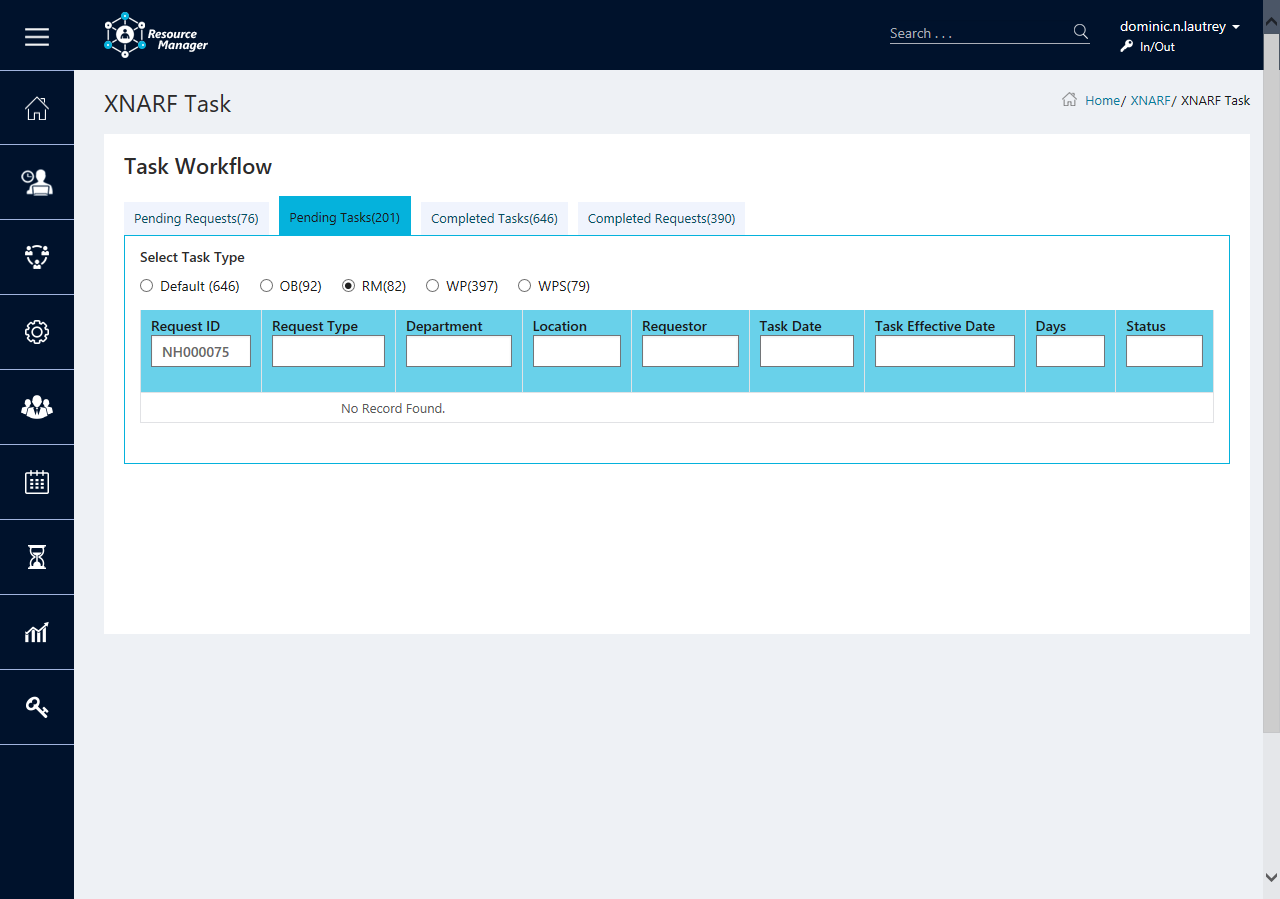 Resource
Manager
Search . . .
dominic.n.lautrey
In/Out
XNARF Task
Home/ XNARF/ XNARF Task
Task Workflow
Pending Requests(76)
Pending Tasks(201)
Completed Tasks(646)
Completed Requests(390)
Select Task Type
Default (646) OB(92) RM(82) WP(397) WPS(79)
Request ID Request Type Department Location Requestor Task Date Task Effective Date Days Status
NH000075
No Record Found.